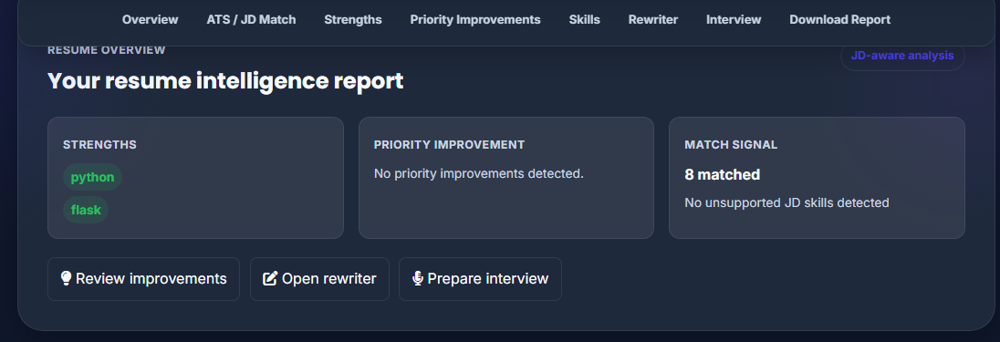 Overview ATS / JD Match Strengths Priority Improvements Skills Rewriter Interview Download Report
RESUME OVERVIEW
JD-aware analysis
Your resume intelligence report
STRENGTHS
python
flask
PRIORITY IMPROVEMENT
No priority improvements detected.
MATCH SIGNAL
8 matched
No unsupported JD skills detected
Review improvements Open rewriter Prepare interview